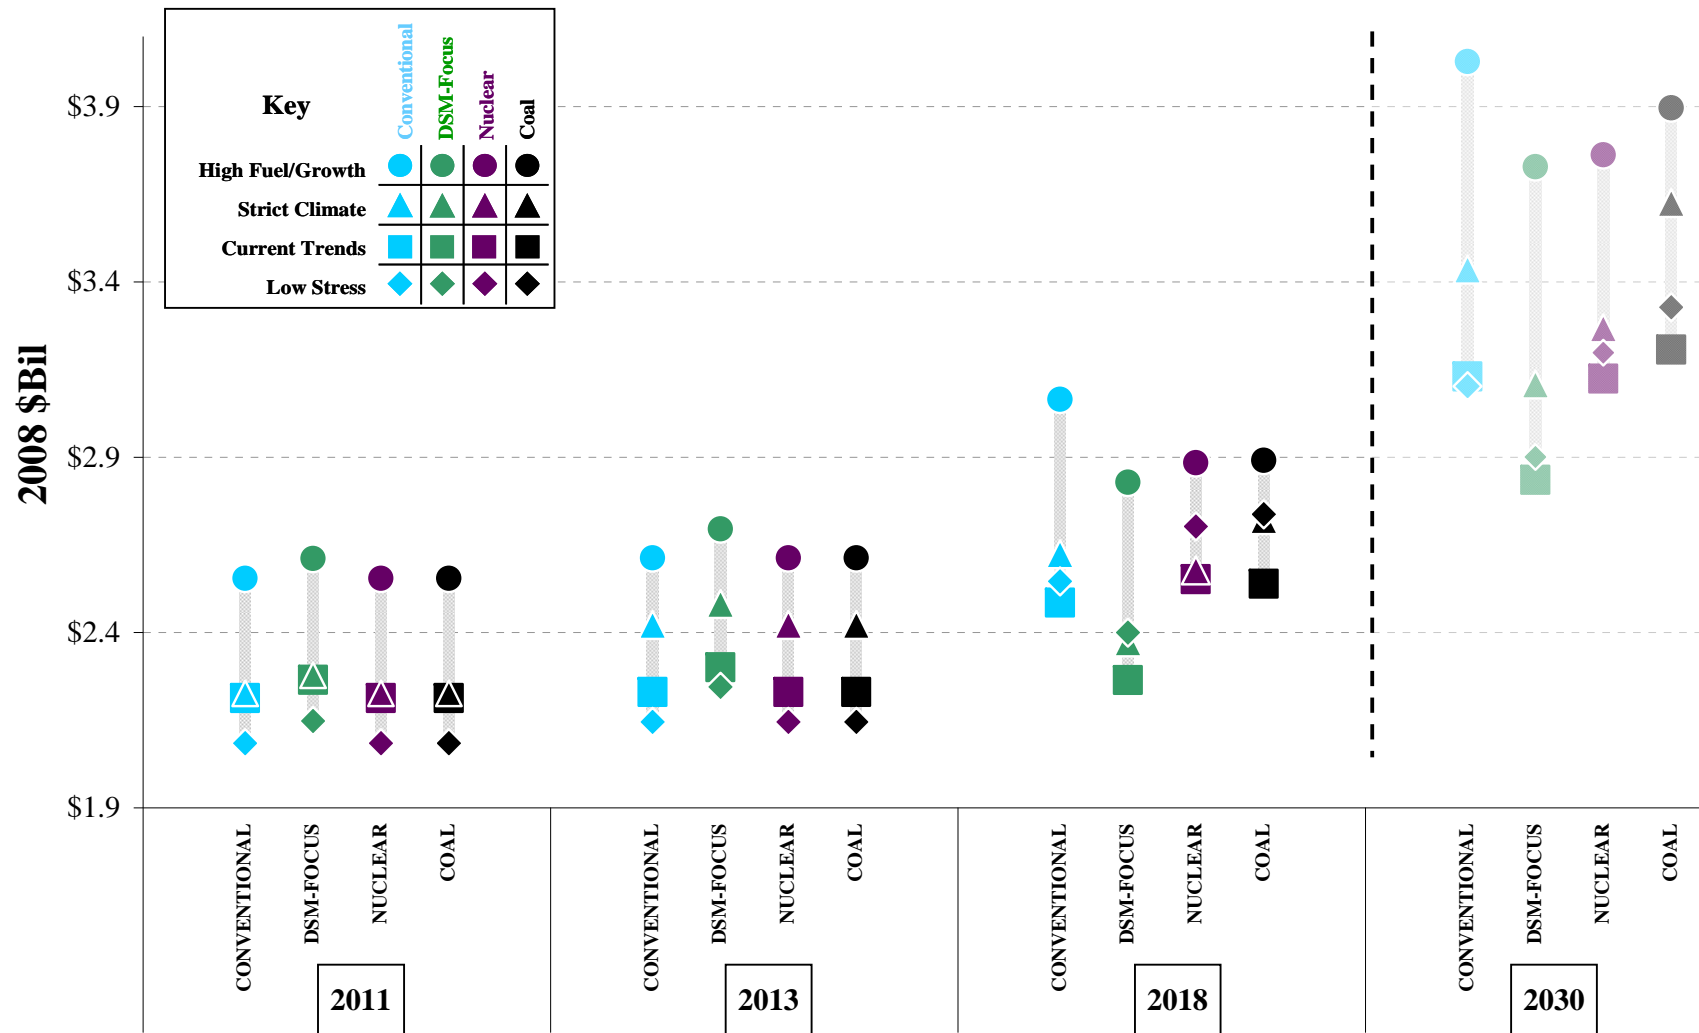 Key
Conventional
DSM-Focus
Nuclear
Coal
High Fuel/Growth
Strict Climate
Current Trends
Low Stress
2008 $Bil
$3.9
$3.4
$2.9
$2.4
$1.9
CONVENTIONAL
DSM-FOCUS
NUCLEAR
COAL
CONVENTIONAL
DSM-FOCUS
NUCLEAR
COAL
CONVENTIONAL
DSM-FOCUS
NUCLEAR
COAL
CONVENTIONAL
DSM-FOCUS
NUCLEAR
COAL
2011
2013
2018
2030